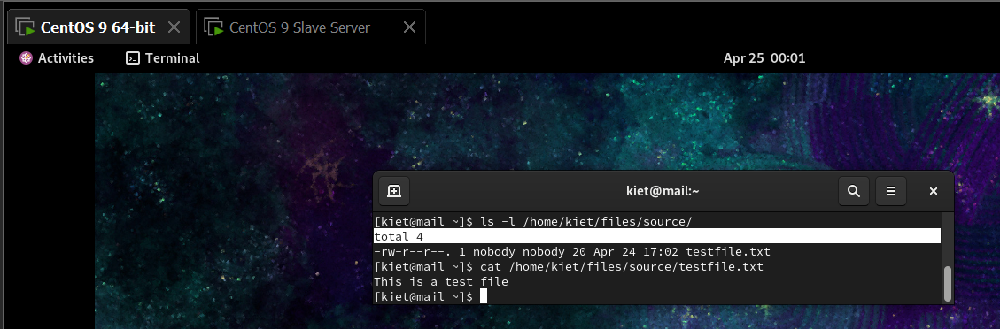 CentOS 9 64-bit
CentOS 9 Slave Server
Activities
Terminal
Apr 25 00:01
kiet@mail:~
[kiet@mail ~]$ ls -l /home/kiet/files/source/
total 4
-rw-r--r--. 1 nobody nobody 20 Apr 24 17:02 testfile.txt
[kiet@mail ~]$ cat /home/kiet/files/source/testfile.txt
This is a test file
[kiet@mail ~]$